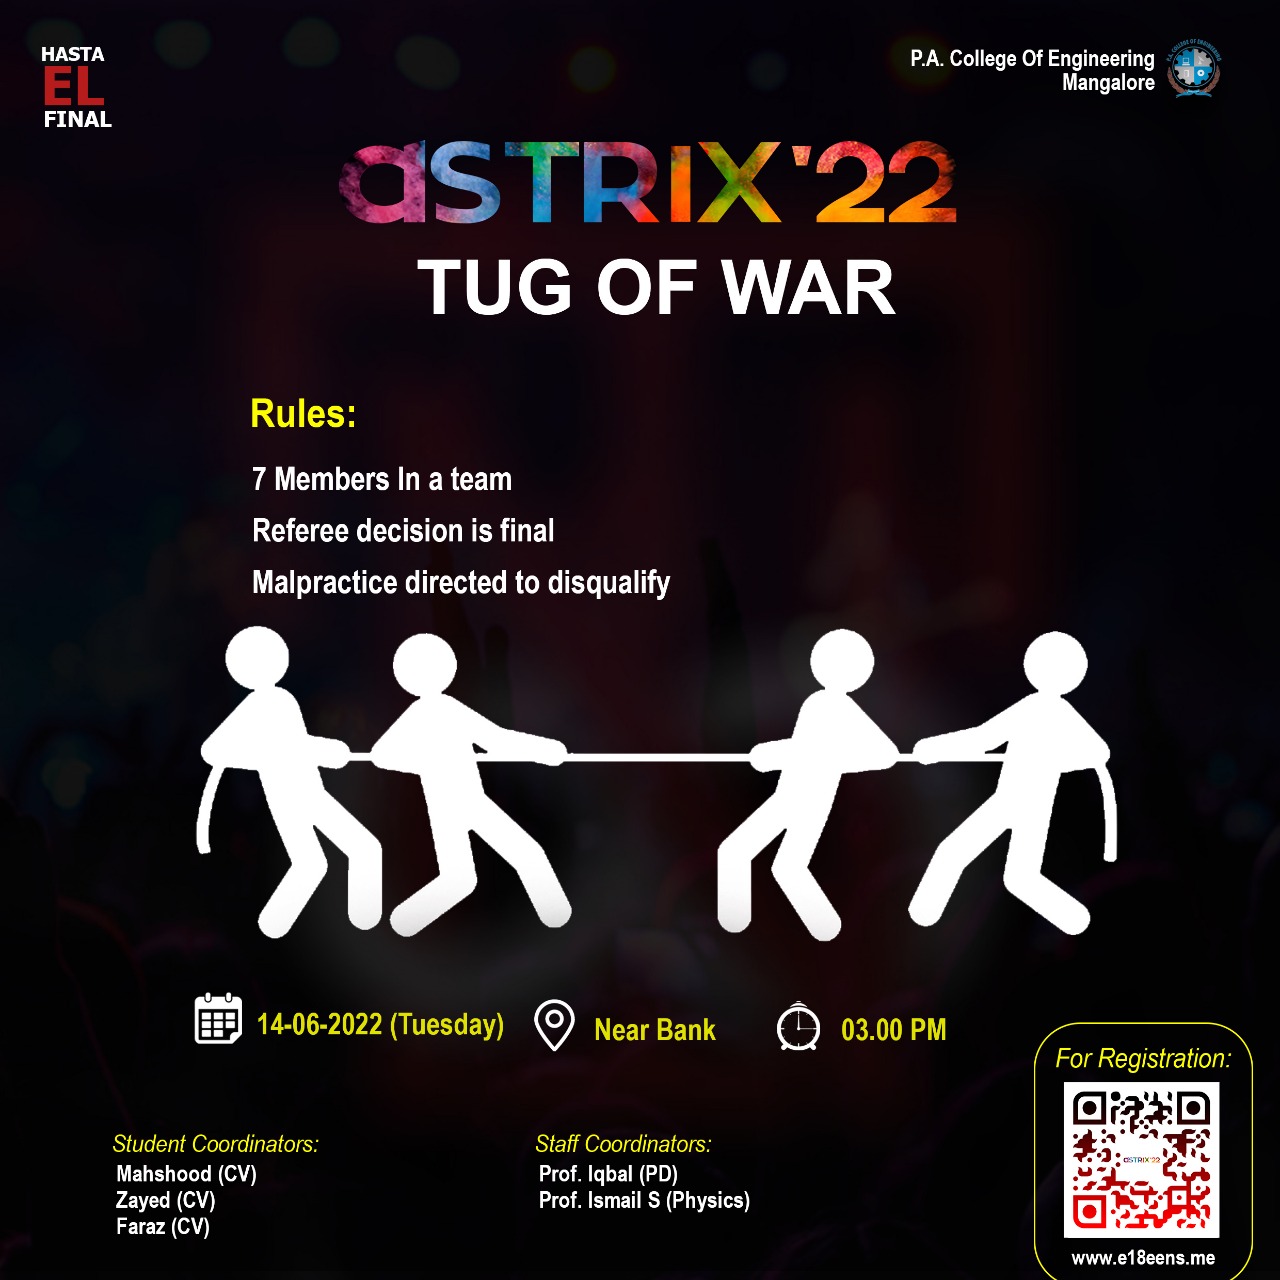 HASTA
EL
FINAL
P.A. College Of Engineering
Mangalore
aSTRIX'22
TUG OF WAR
Rules:
7 Members In a team
Referee decision is final
Malpractice directed to disqualify
14-06-2022 (Tuesday)
Near Bank
03.00 PM
For Registration:
aSTRIX'22
www.e18eens.me
Student Coordinators:
Mahshood (CV)
Zayed (CV)
Faraz (CV)
Staff Coordinators:
Prof. Iqbal (PD)
Prof. Ismail S (Physics)